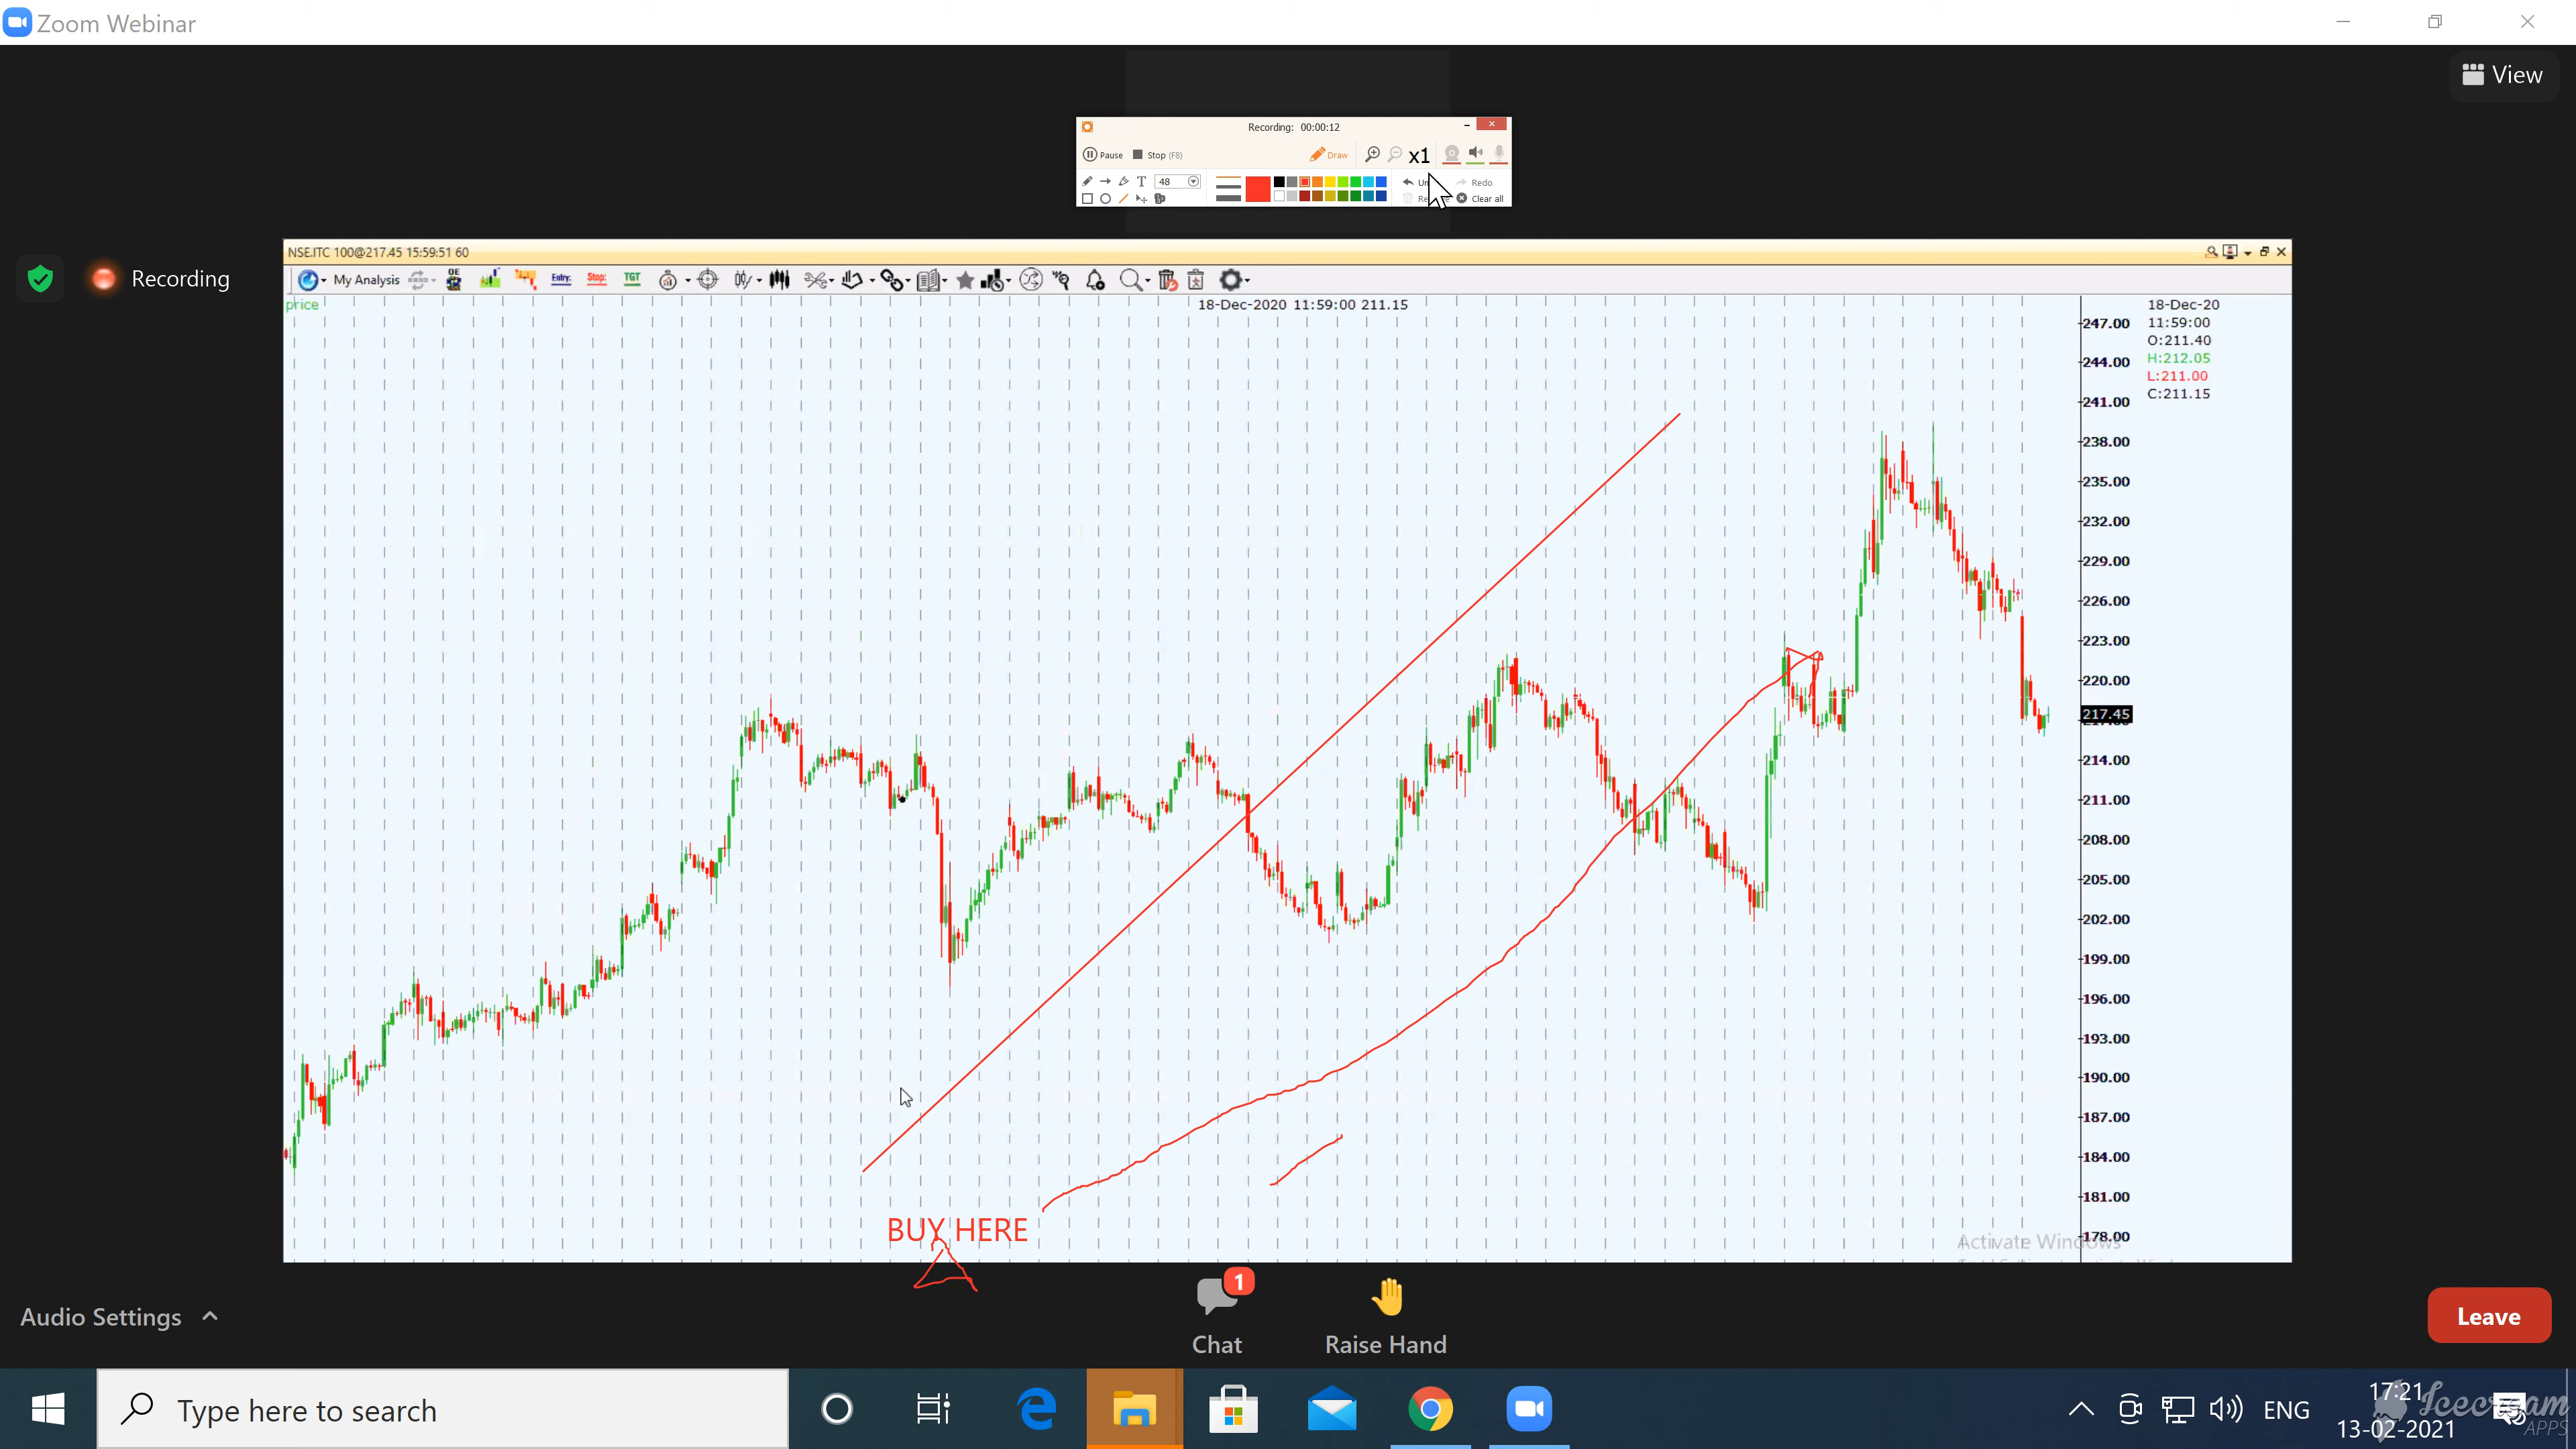 Zoom Webinar
View
Recording: 00:00:12
Pause Stop (F8) Draw x1
48
Redo
Clear all
Recording
NSE.ITC 100@217.45 15:59:51 60
My Analysis OE Entry: Stop: TGT
price
18-Dec-2020 11:59:00 211.15
18-Dec-20
11:59:00
O:211.40
H:212.05
L:211.00
C:211.15
247.00
244.00
241.00
238.00
235.00
232.00
229.00
226.00
223.00
220.00
217.45
214.00
211.00
208.00
205.00
202.00
199.00
196.00
193.00
190.00
187.00
184.00
181.00
178.00
BUY HERE
Activate Windows
Audio Settings
1
Chat
Raise Hand
Leave
Type here to search
ENG
17:21
13-02-2021
Icecream
APPS